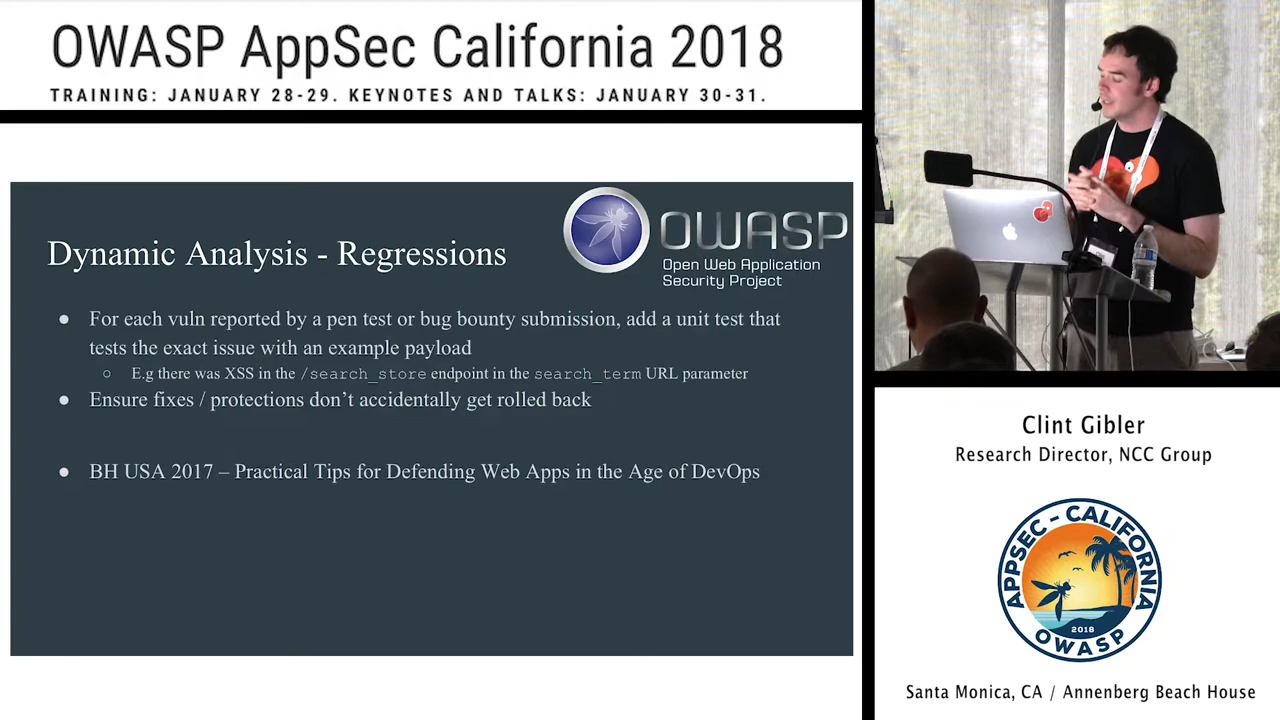 OWASP AppSec California 2018
TRAINING: JANUARY 28-29. KEYNOTES AND TALKS: JANUARY 30-31.
OWASP
Open Web Application
Security Project
Dynamic Analysis - Regressions
● For each vuln reported by a pen test or bug bounty submission, add a unit test that
tests the exact issue with an example payload
○ E.g there was XSS in the /search_store endpoint in the search_term URL parameter
● Ensure fixes / protections don’t accidentally get rolled back
● BH USA 2017 – Practical Tips for Defending Web Apps in the Age of DevOps
Clint Gibler
Research Director, NCC Group
APPSEC - CALIFORNIA
2018
OWASP
Santa Monica, CA / Annenberg Beach House